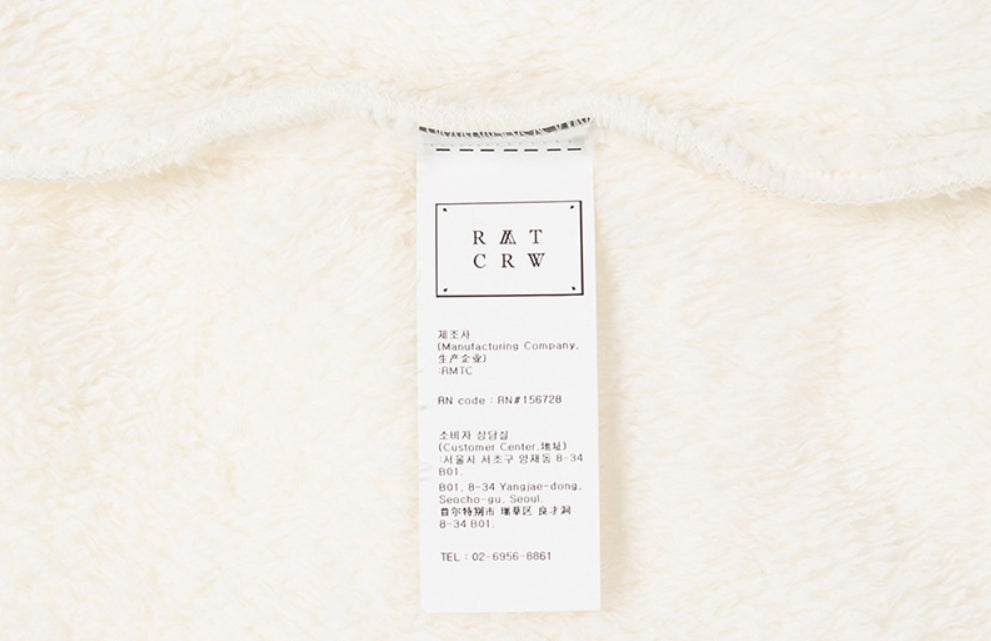 R M T
C R W
제조사
(Manufacturing Company,
生产企业)
:RMTC
RN code : RN#156728
소비자 상담실
(Customer Center,地址)
:서울시 서초구 양재동 8-34
B01.
B01, 8-34 Yangjae-dong,
Seocho-gu, Seoul.
首尔特別市 瑞草区 良才洞
8-34 B01.
TEL : 02-6956-8861